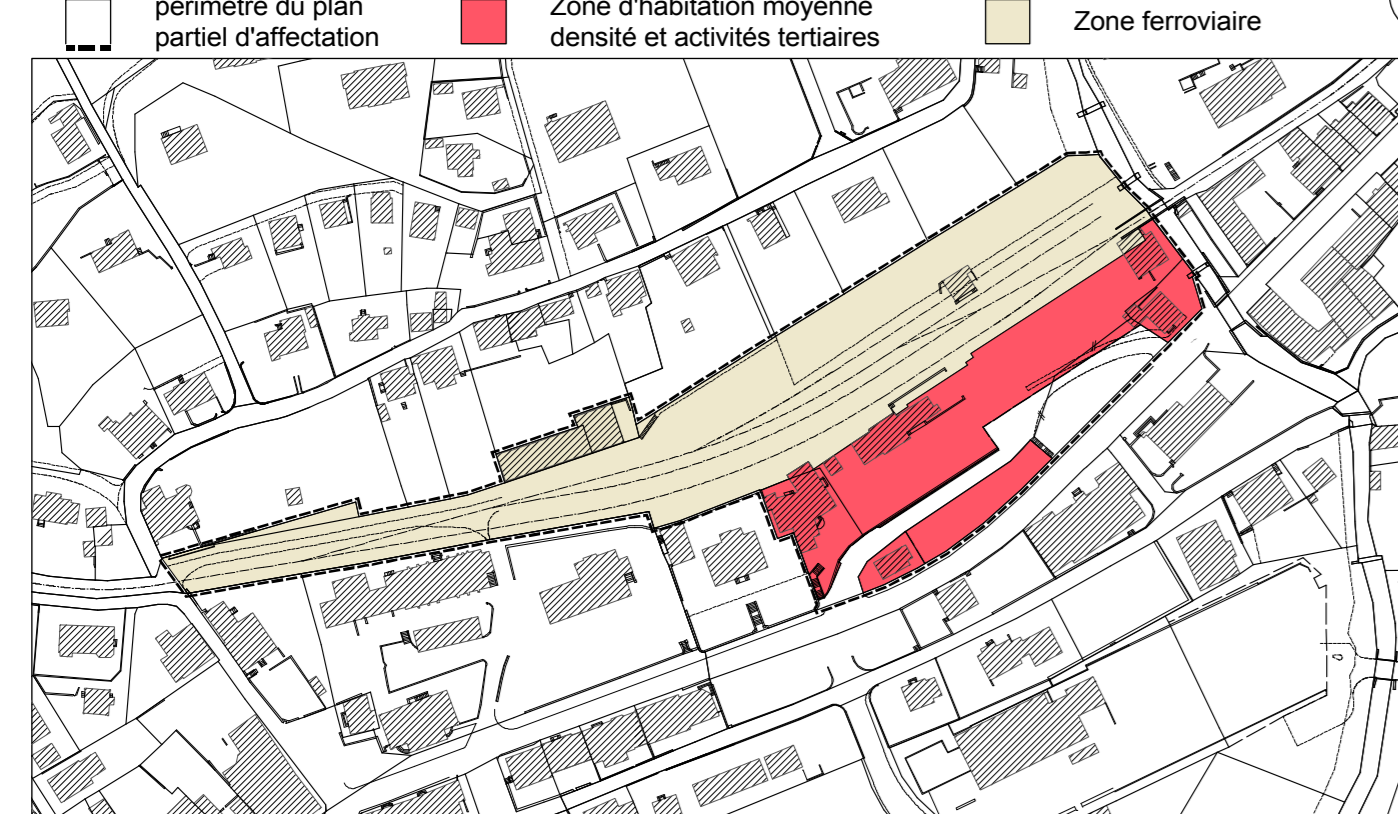 périmètre du plan
partiel d'affectation
Zone d'habitation moyenne
densité et activités tertiaires
Zone ferroviaire